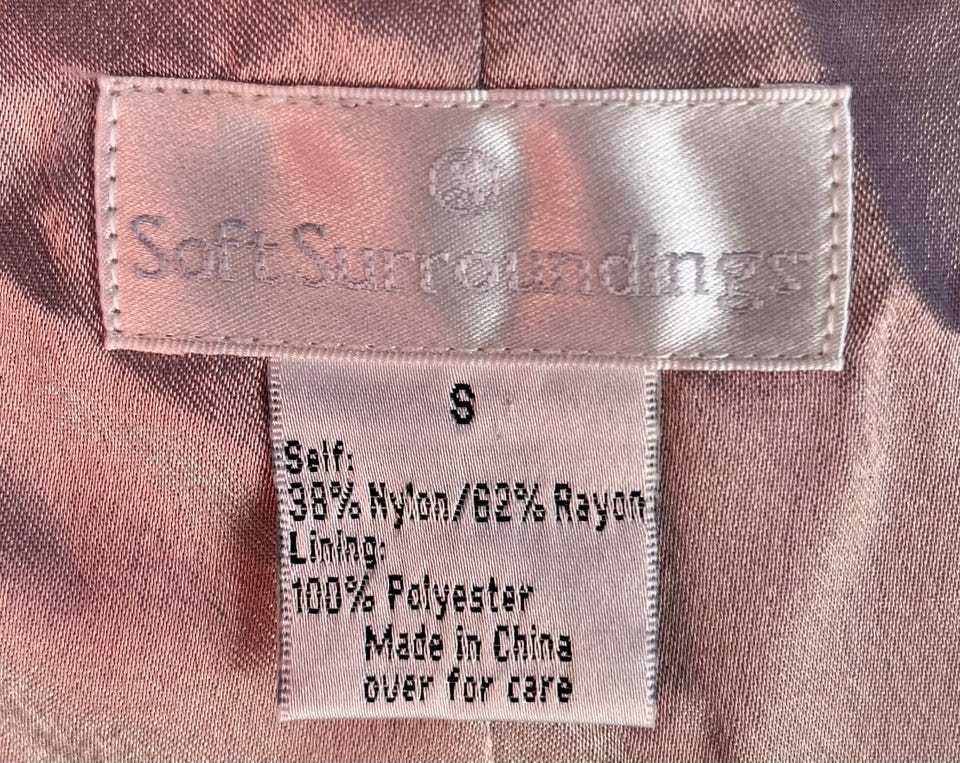 Soft Surroundings
S
Self:
38% Nylon/62% Rayon
Lining:
100% Polyester
Made in China
over for care